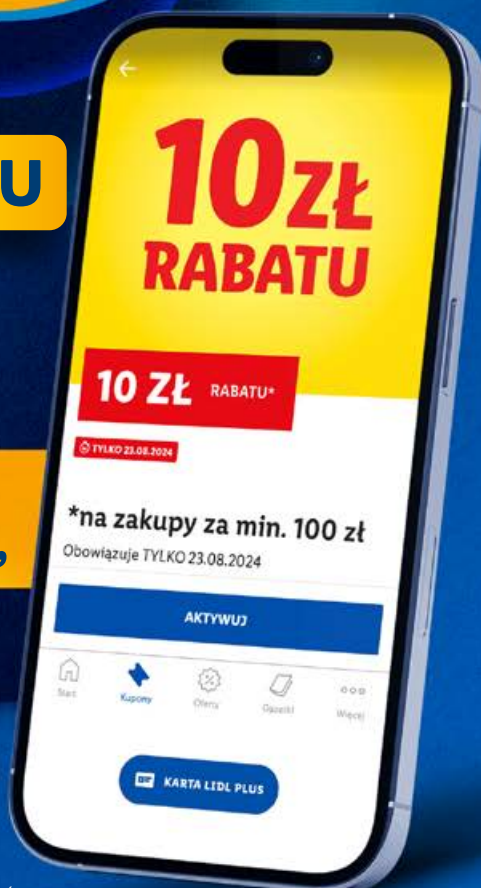 U
10 ZŁ
RABATU
10 ZŁ RABATU*
TYLKO 23.08.2024
*na zakupy za min. 100 zł
Obowiązuje TYLKO 23.08.2024
,
AKTYWUJ
Start Kupony Oferta Gazetki Więcej
KARTA LIDL PLUS